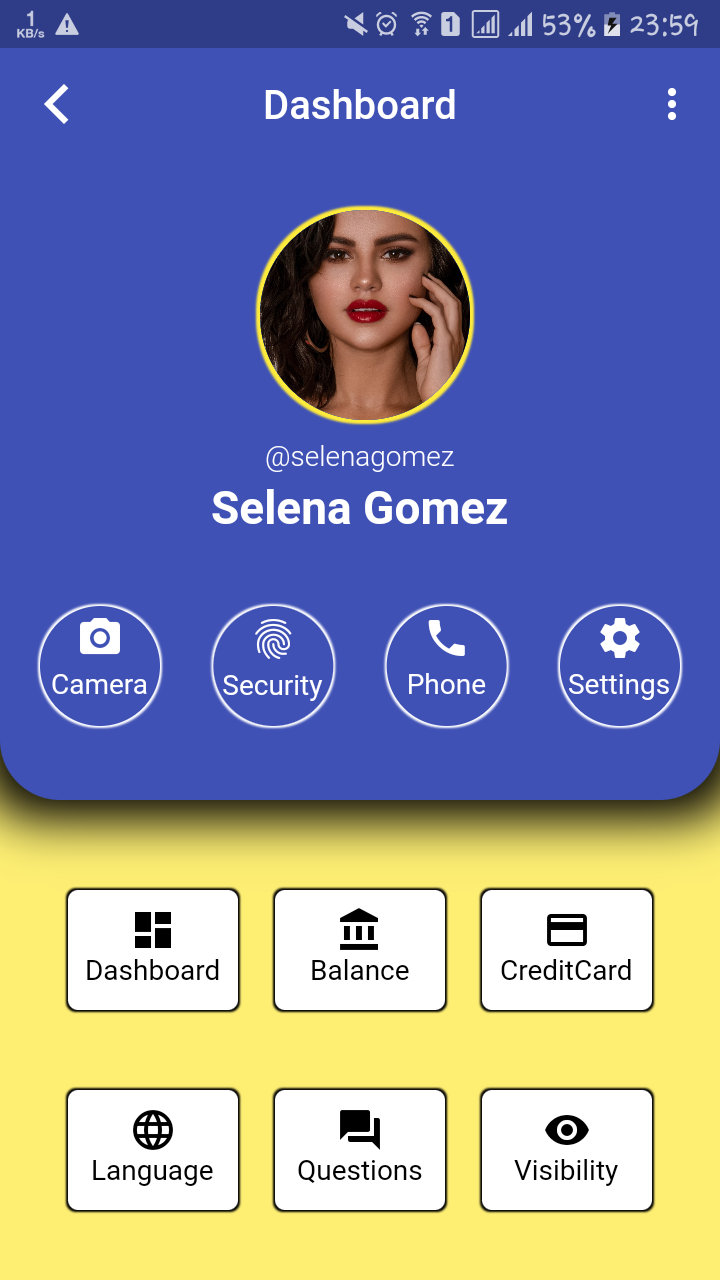 1 KB/s 1 53% 23:59
Dashboard
@selenagomez
Selena Gomez
Camera Security Phone Settings
Dashboard Balance CreditCard
Language Questions Visibility